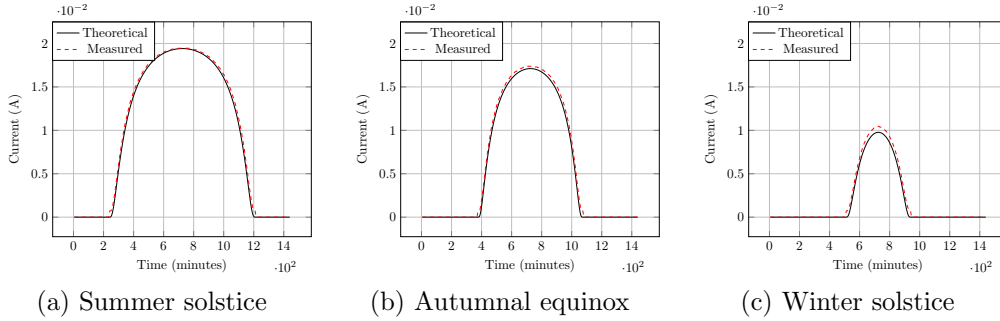 ·10⁻²
Theoretical
Measured
2
1.5
1
0.5
0
Current (A)
0 2 4 6 8 10 12 14
Time (minutes)
·10²
(a) Summer solstice
·10⁻²
Theoretical
Measured
2
1.5
1
0.5
0
Current (A)
0 2 4 6 8 10 12 14
Time (minutes)
·10²
(b) Autumnal equinox
·10⁻²
Theoretical
Measured
2
1.5
1
0.5
0
Current (A)
0 2 4 6 8 10 12 14
Time (minutes)
·10²
(c) Winter solstice